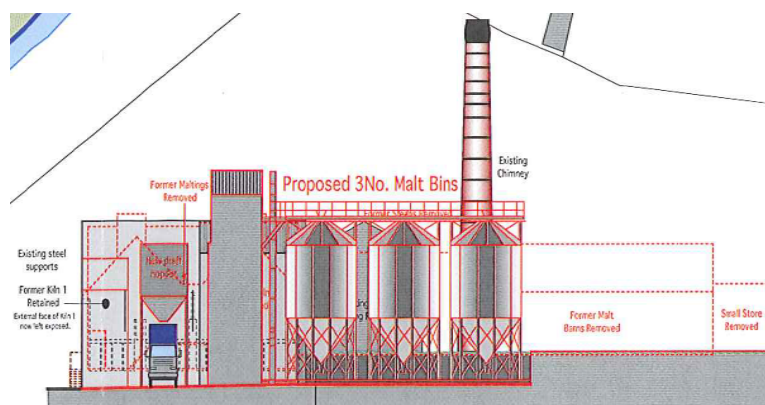 Proposed 3No. Malt Bins
Former Maltings
Removed
Existing
Chimney
Existing steel
supports
Former Kiln 1
Retained
External face of Kiln 1
now left exposed.
Former Malt
Barns Removed
Small Store
Removed